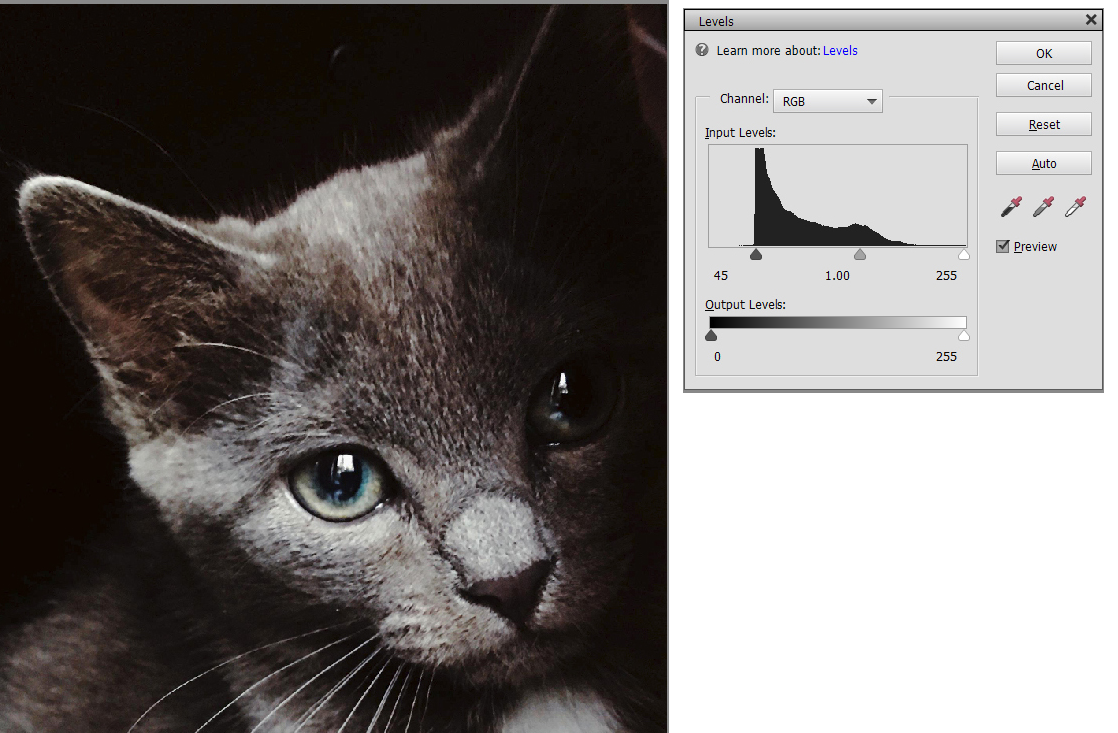 Levels
Learn more about: Levels
OK
Cancel
Channel: RGB
Reset
Input Levels:
Auto
Preview
45 1.00 255
Output Levels:
0 255